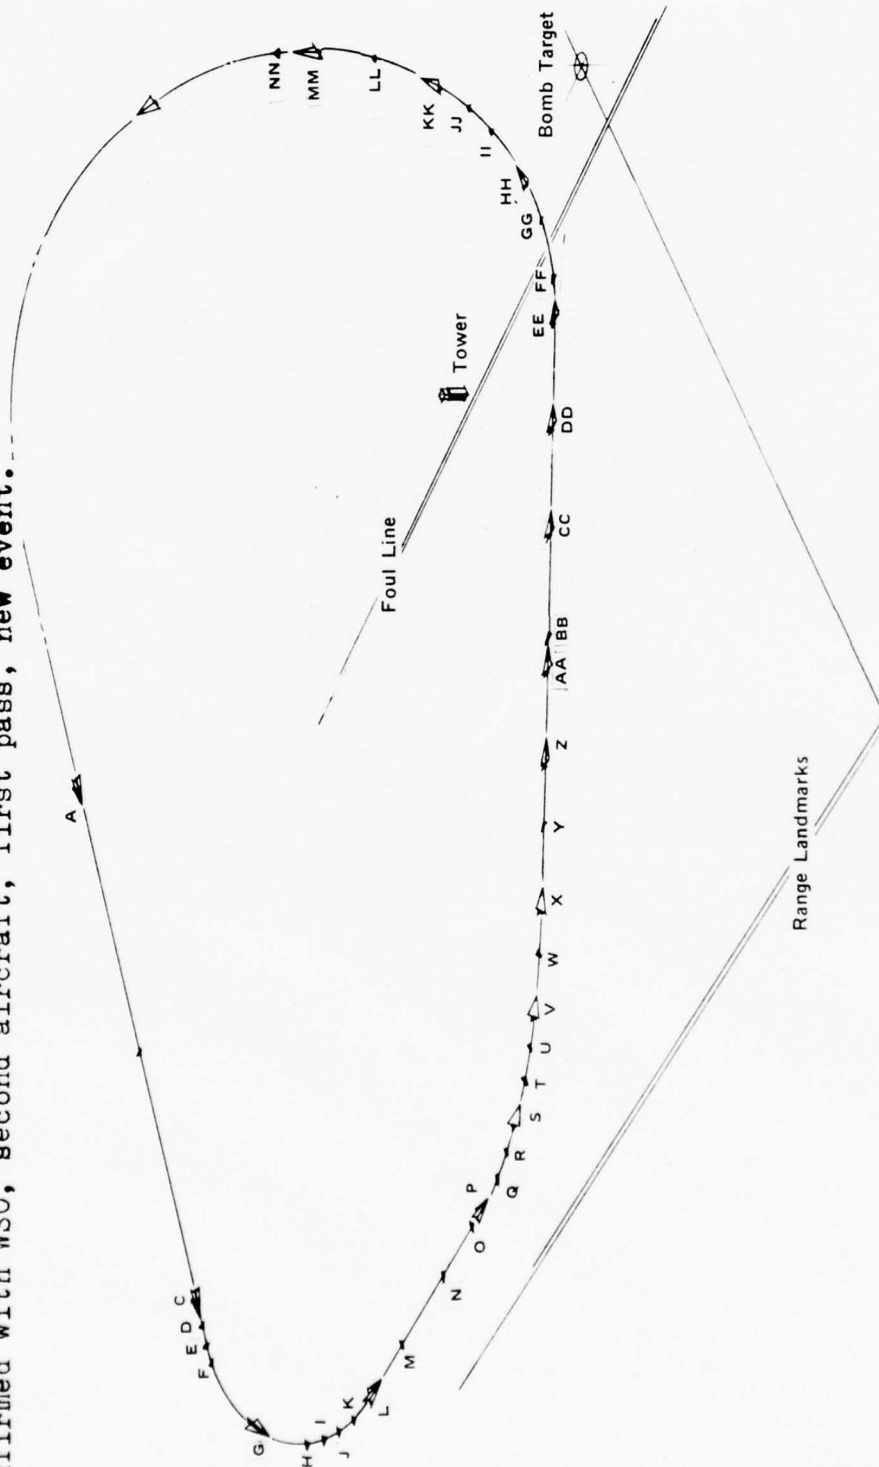 nfirmed with WSO, second aircraft, first pass, new event.
A
C
D
E
F
G
H
I
J
K
L
M
N
O
P
Q
R
S
T
U
V
W
X
Y
Z
AA
BB
CC
DD
EE
FF
GG
HH
II
JJ
KK
LL
MM
NN
Foul Line
Tower
Bomb Target
Range Landmarks